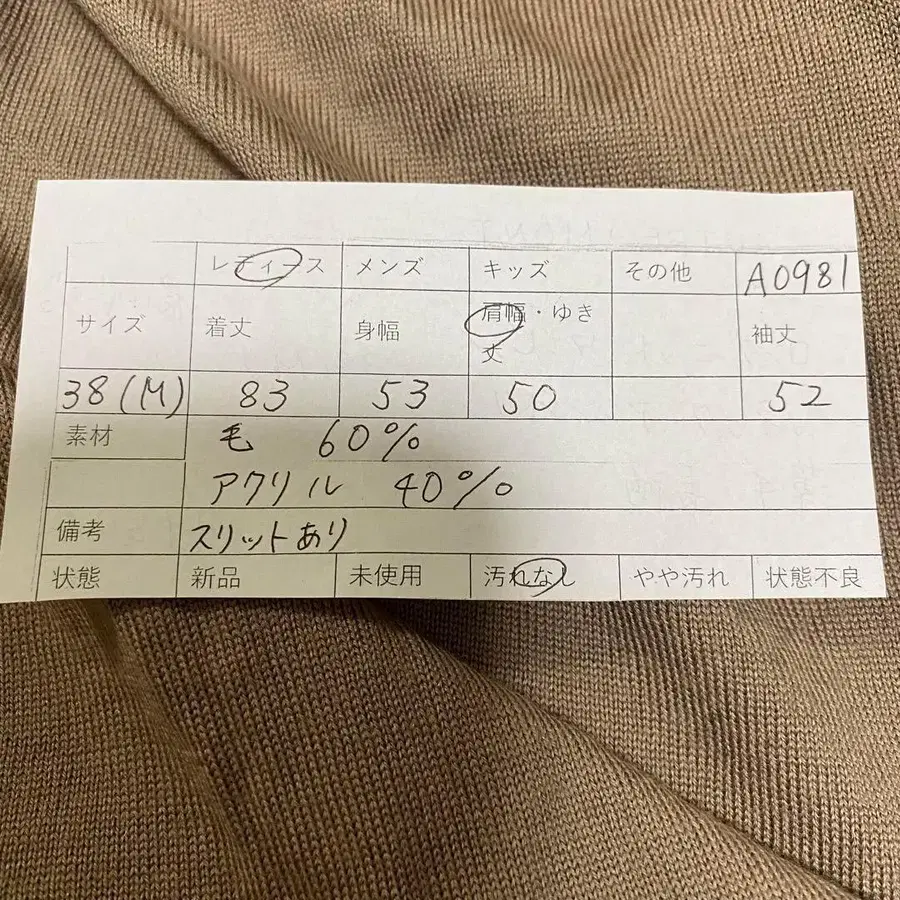 レディース メンズ キッズ その他 A0981
サイズ 着丈 身幅 肩幅・ゆき丈 袖丈
38(M) 83 53 50 52
素材 毛 60%
アクリル 40%
備考 スリットあり
状態 新品 未使用 汚れなし やや汚れ 状態不良